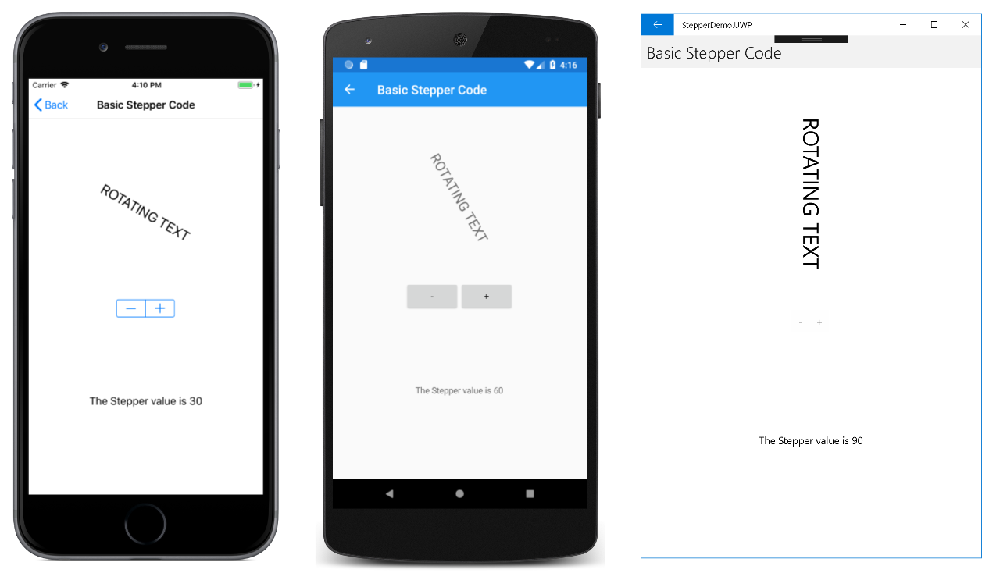 Carrier 4:10 PM
Back Basic Stepper Code
ROTATING TEXT
− +
The Stepper value is 30
4:16
Basic Stepper Code
ROTATING TEXT
- +
The Stepper value is 60
StepperDemo.UWP
Basic Stepper Code
ROTATING TEXT
- +
The Stepper value is 90